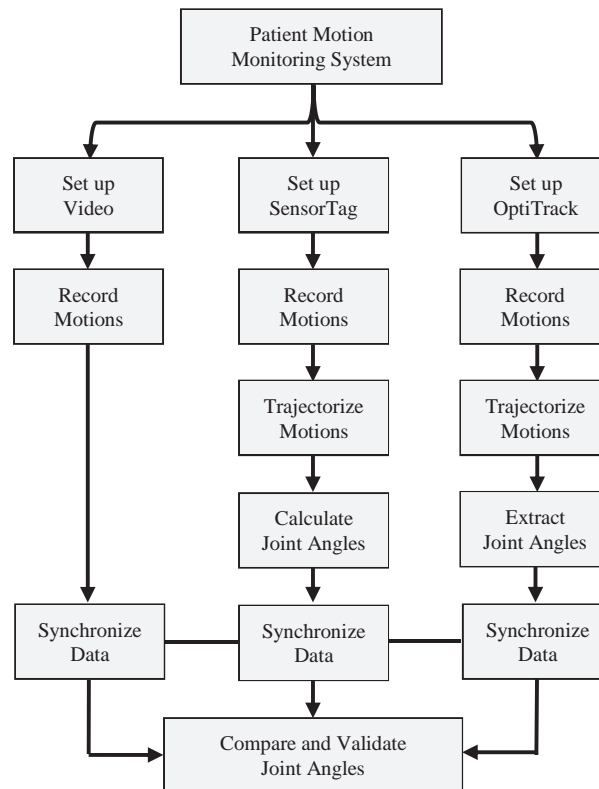 Patient Motion
Monitoring System
Set up
Video
Set up
SensorTag
Set up
OptiTrack
Record
Motions
Record
Motions
Record
Motions
Trajectorize
Motions
Trajectorize
Motions
Calculate
Joint Angles
Extract
Joint Angles
Synchronize
Data
Synchronize
Data
Synchronize
Data
Compare and Validate
Joint Angles